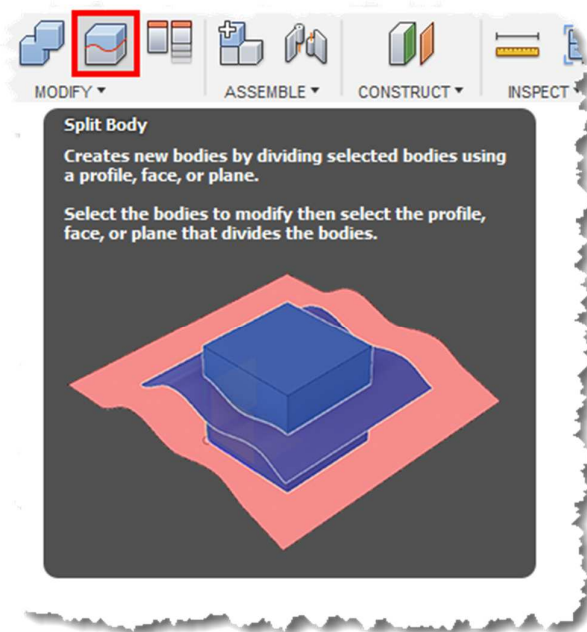 MODIFY ▼ ASSEMBLE ▼ CONSTRUCT ▼ INSPECT
Split Body
Creates new bodies by dividing selected bodies using
a profile, face, or plane.
Select the bodies to modify then select the profile,
face, or plane that divides the bodies.